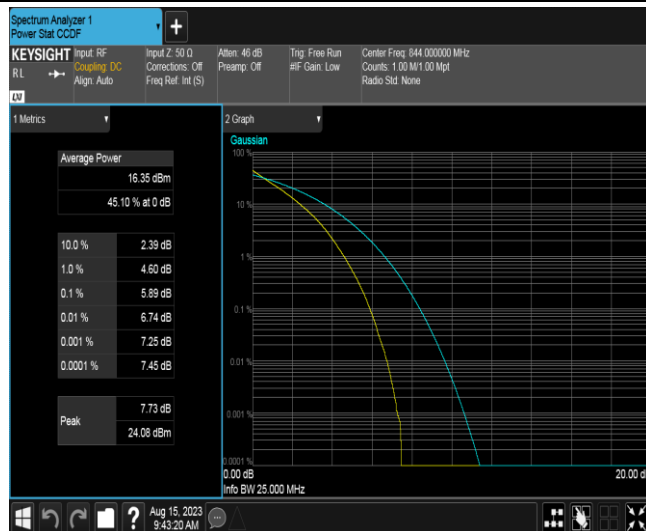 Spectrum Analyzer 1
Power Stat CCDF
KEYSIGHT
RL
LXI
Input: RF
Coupling: DC
Align: Auto
Input Z: 50 Ω
Corrections: Off
Freq Ref: Int (S)
Atten: 46 dB
Preamp: Off
Trig: Free Run
#IF Gain: Low
Center Freq: 844.000000 MHz
Counts: 1.00 M/1.00 Mpt
Radio Std: None
1 Metrics
Average Power
16.35 dBm
45.10 % at 0 dB
10.0 % 2.39 dB
1.0 % 4.60 dB
0.1 % 5.89 dB
0.01 % 6.74 dB
0.001 % 7.25 dB
0.0001 % 7.45 dB
Peak
7.73 dB
24.08 dBm
2 Graph
Gaussian
100 %
10 %
1 %
0.1 %
0.01 %
0.001 %
0.0001 %
0.00 dB
20.00 d
Info BW 25.000 MHz
?
Aug 15, 2023
9:43:20 AM